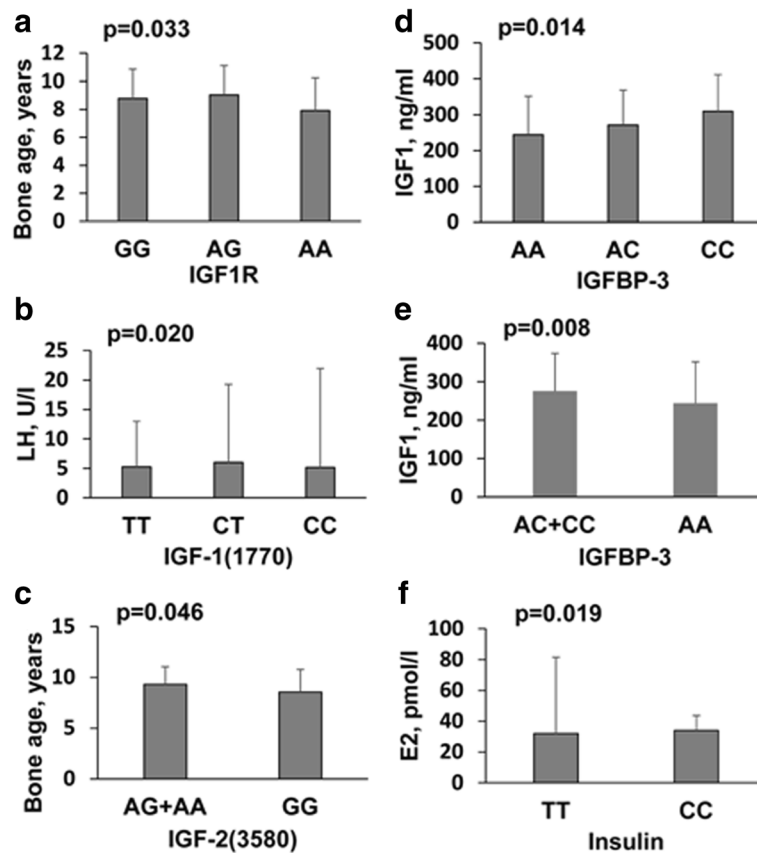 a
p=0.033
Bone age, years
12
10
8
6
4
2
0
GG AG AA
IGF1R
b
p=0.020
LH, U/l
25
20
15
10
5
0
TT CT CC
IGF-1(1770)
c
p=0.046
Bone age, years
15
10
5
0
AG+AA GG
IGF-2(3580)
d
p=0.014
IGF1, ng/ml
500
400
300
200
100
0
AA AC CC
IGFBP-3
e
p=0.008
IGF1, ng/ml
400
300
200
100
0
AC+CC AA
IGFBP-3
f
p=0.019
E2, pmol/l
100
80
60
40
20
0
TT CC
Insulin